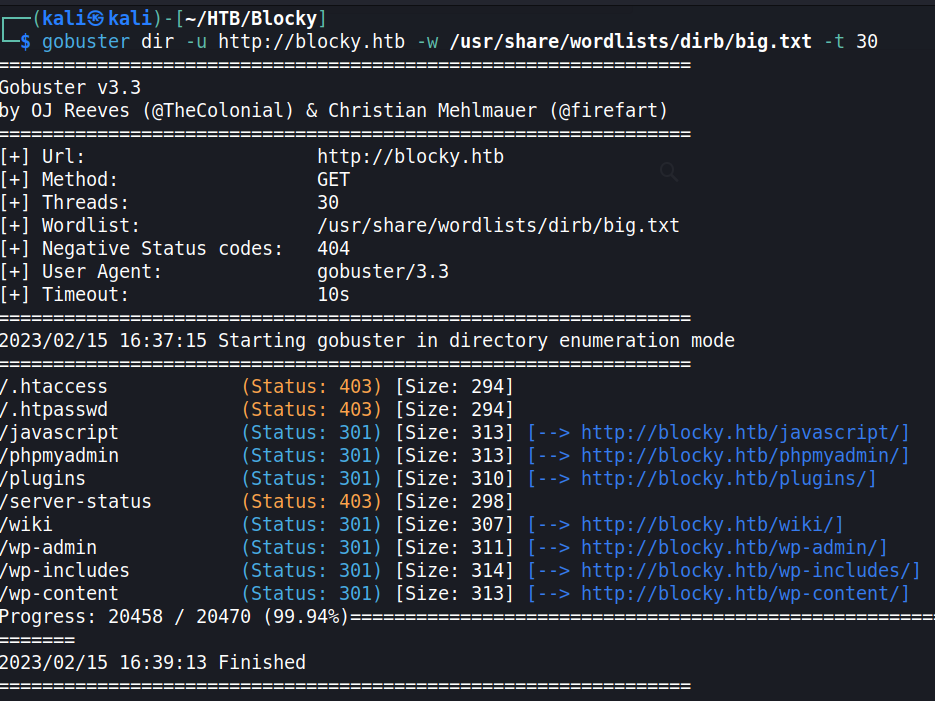 ┌──(kali㉿kali)-[~/HTB/Blocky]
└─$ gobuster dir -u http://blocky.htb -w /usr/share/wordlists/dirb/big.txt -t 30
===============================================================
Gobuster v3.3
by OJ Reeves (@TheColonial) & Christian Mehlmauer (@firefart)
===============================================================
[+] Url:                     http://blocky.htb
[+] Method:                  GET
[+] Threads:                 30
[+] Wordlist:                /usr/share/wordlists/dirb/big.txt
[+] Negative Status codes:   404
[+] User Agent:              gobuster/3.3
[+] Timeout:                 10s
===============================================================
2023/02/15 16:37:15 Starting gobuster in directory enumeration mode
===============================================================
/.htaccess            (Status: 403) [Size: 294]
/.htpasswd            (Status: 403) [Size: 294]
/javascript           (Status: 301) [Size: 313] [--> http://blocky.htb/javascript/]
/phpmyadmin           (Status: 301) [Size: 313] [--> http://blocky.htb/phpmyadmin/]
/plugins              (Status: 301) [Size: 310] [--> http://blocky.htb/plugins/]
/server-status        (Status: 403) [Size: 298]
/wiki                 (Status: 301) [Size: 307] [--> http://blocky.htb/wiki/]
/wp-admin             (Status: 301) [Size: 311] [--> http://blocky.htb/wp-admin/]
/wp-includes          (Status: 301) [Size: 314] [--> http://blocky.htb/wp-includes/]
/wp-content           (Status: 301) [Size: 313] [--> http://blocky.htb/wp-content/]
Progress: 20458 / 20470 (99.94%)=====================================================
=======
2023/02/15 16:39:13 Finished
===============================================================